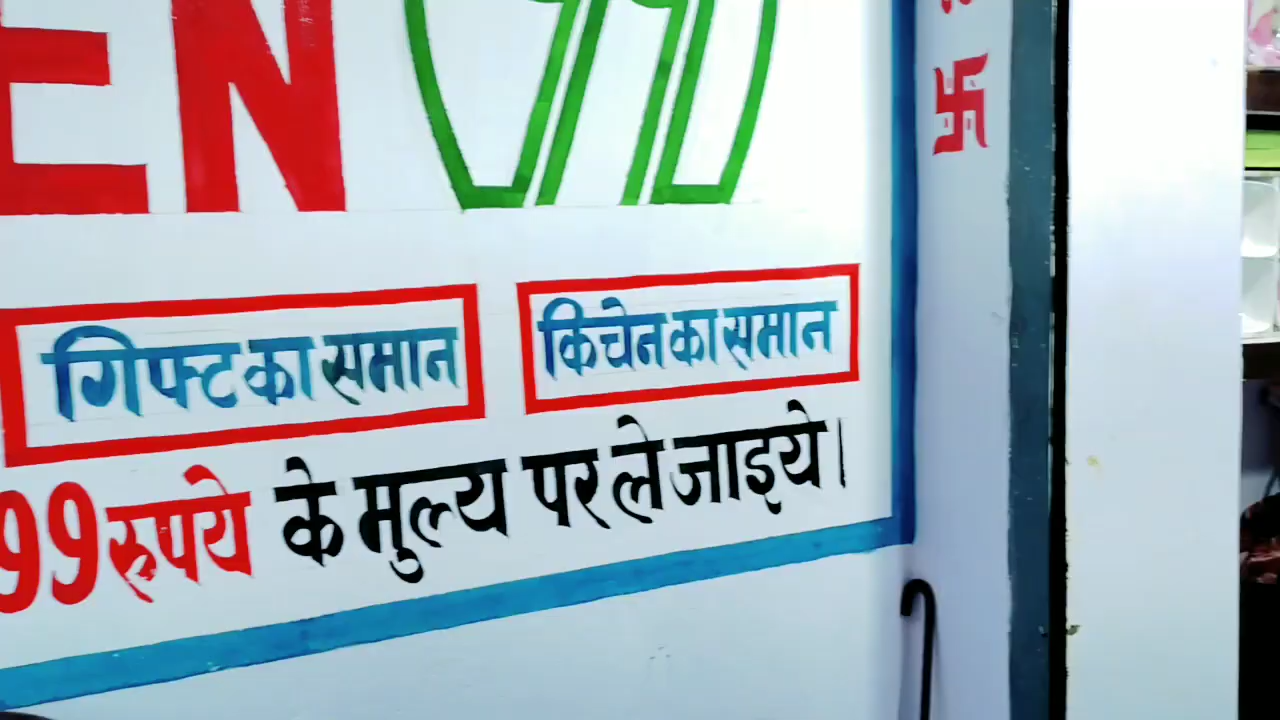 EN
गिफ्ट का समान
किचेन का समान
99 रुपये के मुल्य पर ले जाइये।